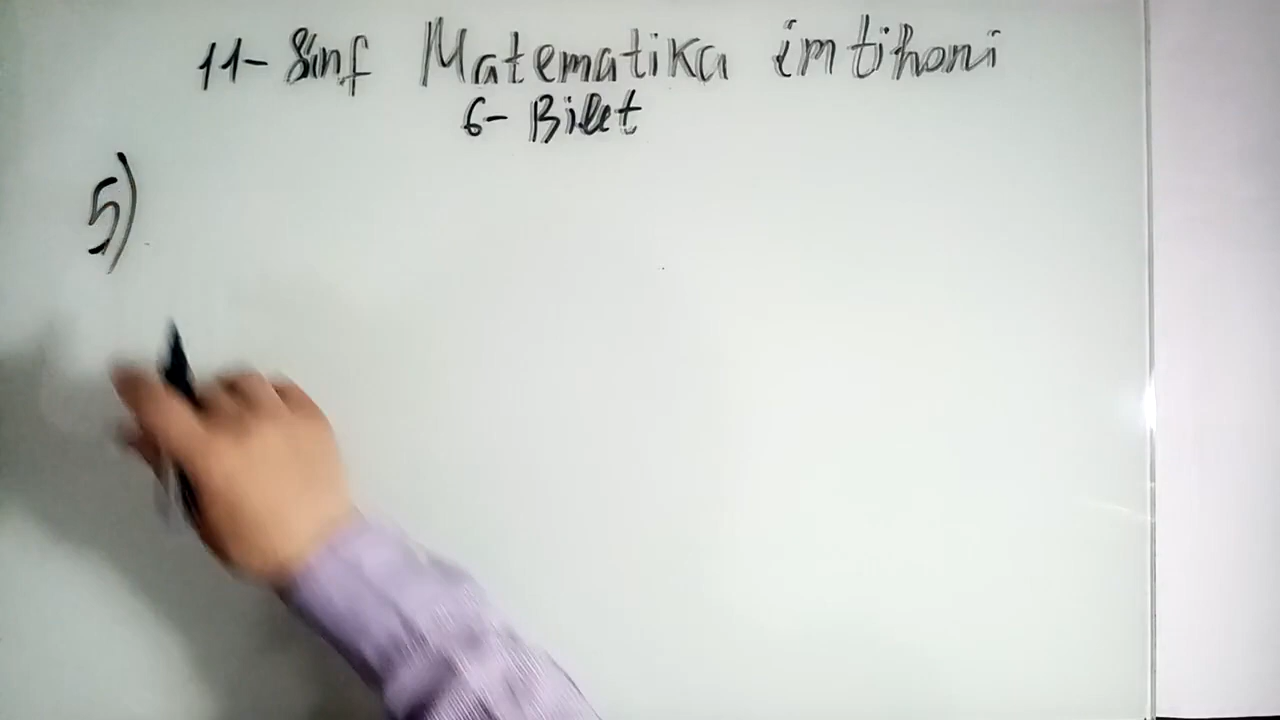 11- Sinf Matematika imtihoni
6- Bilet
5)